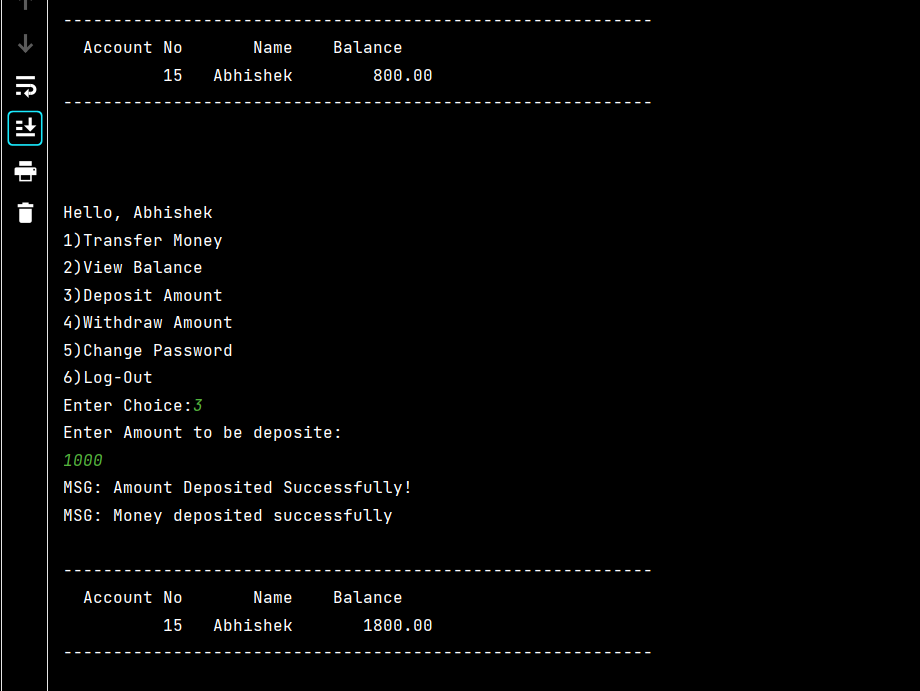 -----------------------------------------------------------
  Account No       Name    Balance
          15   Abhishek        800.00
-----------------------------------------------------------
Hello, Abhishek
1)Transfer Money
2)View Balance
3)Deposit Amount
4)Withdraw Amount
5)Change Password
6)Log-Out
Enter Choice:3
Enter Amount to be deposite:
1000
MSG: Amount Deposited Successfully!
MSG: Money deposited successfully
-----------------------------------------------------------
  Account No       Name    Balance
          15   Abhishek       1800.00
-----------------------------------------------------------